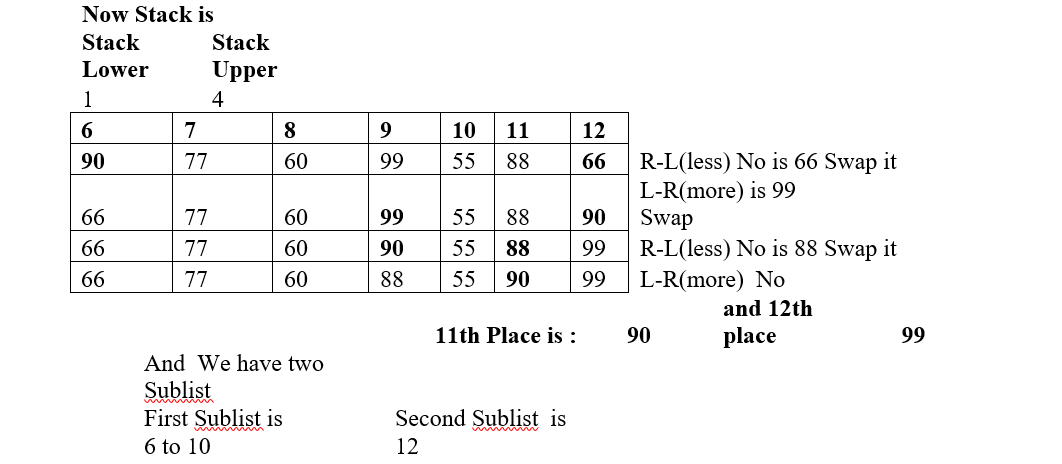 Now Stack is
Stack Stack
Lower Upper
1 4
6 7 8 9 10 11 12
90 77 60 99 55 88 66 R-L(less) No is 66 Swap it
L-R(more) is 99
66 77 60 99 55 88 90 Swap
66 77 60 90 55 88 99 R-L(less) No is 88 Swap it
66 77 60 88 55 90 99 L-R(more) No
and 12th
11th Place is : 90 place 99
And We have two
Sublist
First Sublist is Second Sublist is
6 to 10 12